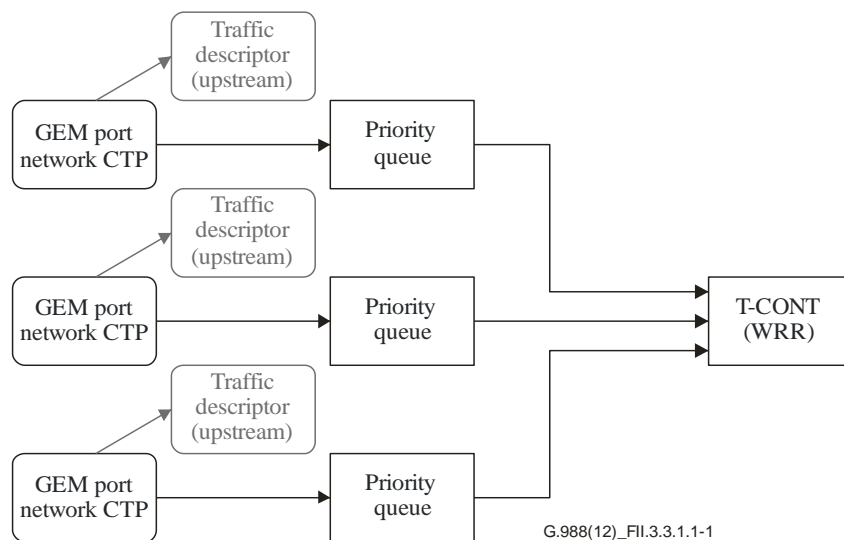 Traffic
descriptor
(upstream)
GEM port
network CTP
Priority
queue
Traffic
descriptor
(upstream)
GEM port
network CTP
Priority
queue
T-CONT
(WRR)
Traffic
descriptor
(upstream)
GEM port
network CTP
Priority
queue
G.988(12)_FII.3.3.1.1-1